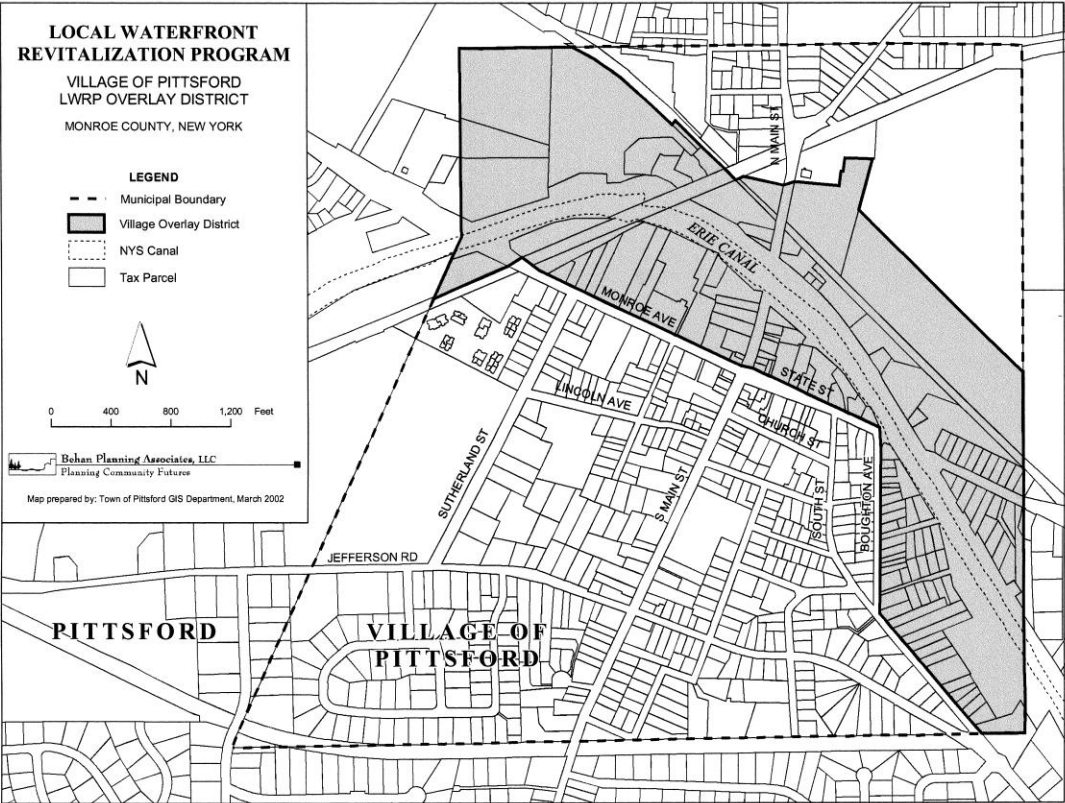 LOCAL WATERFRONT
REVITALIZATION PROGRAM
VILLAGE OF PITTSFORD
LWRP OVERLAY DISTRICT
MONROE COUNTY, NEW YORK
LEGEND
Municipal Boundary
Village Overlay District
NYS Canal
Tax Parcel
N
0 400 800 1,200 Feet
Behan Planning Associates, LLC
Planning Community Futures
Map prepared by: Town of Pittsford GIS Department, March 2002
N MAIN ST
ERIE CANAL
MONROE AVE
STATE ST
LINCOLN AVE
CHURCH ST
SUTHERLAND ST
S MAIN ST
SOUTH ST
BOUGHTON AVE
JEFFERSON RD
PITTSFORD
VILLAGE OF
PITTSFORD